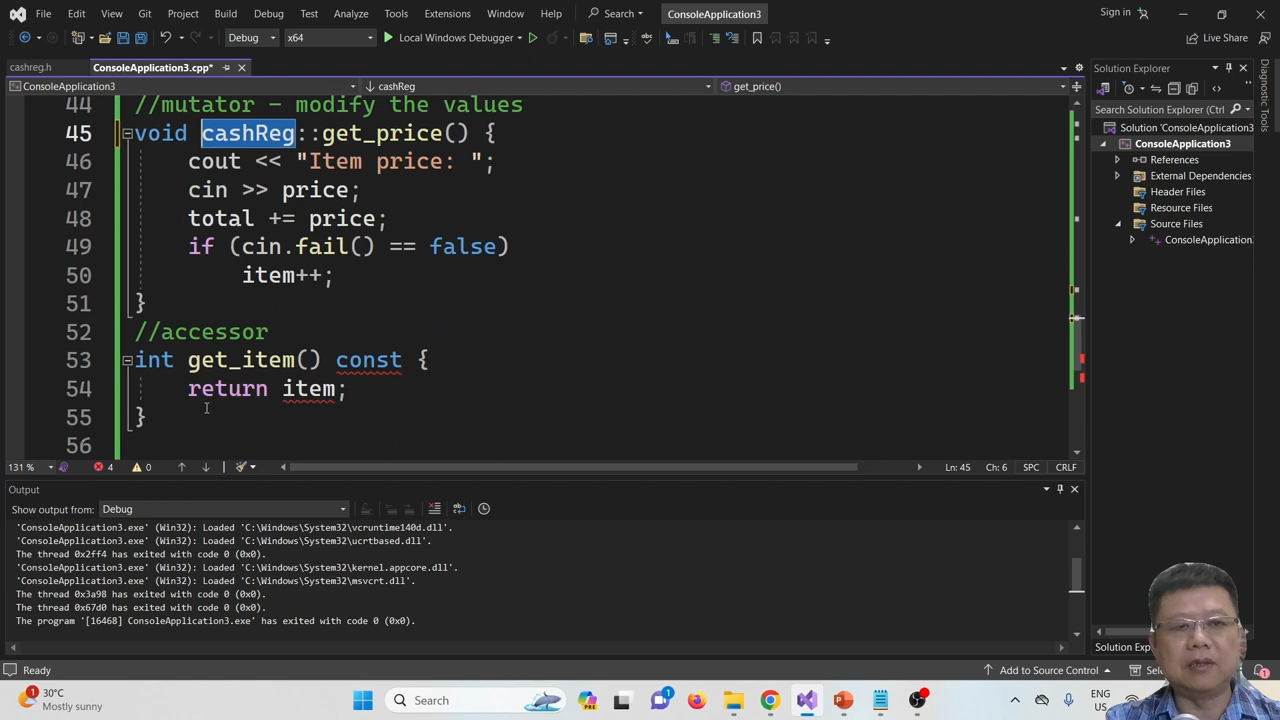 File Edit View Git Project Build Debug Test Analyze Tools Extensions Window Help Search ConsoleApplication3 Sign in
Debug x64 Local Windows Debugger Live Share
cashreg.h ConsoleApplication3.cpp*
ConsoleApplication3 cashReg get_price()
44 //mutator - modify the values
45 void cashReg::get_price() {
46 cout << "Item price: ";
47 cin >> price;
48 total += price;
49 if (cin.fail() == false)
50 item++;
51 }
52 //accessor
53 int get_item() const {
54 return item;
55 }
56
131 % 4 0 Ln: 45 Ch: 6 SPC CRLF
Output
Show output from: Debug
'ConsoleApplication3.exe' (Win32): Loaded 'C:\Windows\System32\vcruntime140d.dll'.
'ConsoleApplication3.exe' (Win32): Loaded 'C:\Windows\System32\ucrtbased.dll'.
The thread 0x2ff4 has exited with code 0 (0x0).
'ConsoleApplication3.exe' (Win32): Loaded 'C:\Windows\System32\kernel.appcore.dll'.
'ConsoleApplication3.exe' (Win32): Loaded 'C:\Windows\System32\msvcrt.dll'.
The thread 0x3a98 has exited with code 0 (0x0).
The thread 0x67d0 has exited with code 0 (0x0).
The program '[16468] ConsoleApplication3.exe' has exited with code 0 (0x0).
Solution Explorer
Search Solution Explorer (Ctrl
Solution 'ConsoleApplication3'
ConsoleApplication3
References
External Dependencies
Header Files
Resource Files
Source Files
ConsoleApplication.
Diagnostic Tools
Solution Explo
Ready Add to Source Control 1
30°C
Mostly sunny
Search
PRE
1
ENG
US